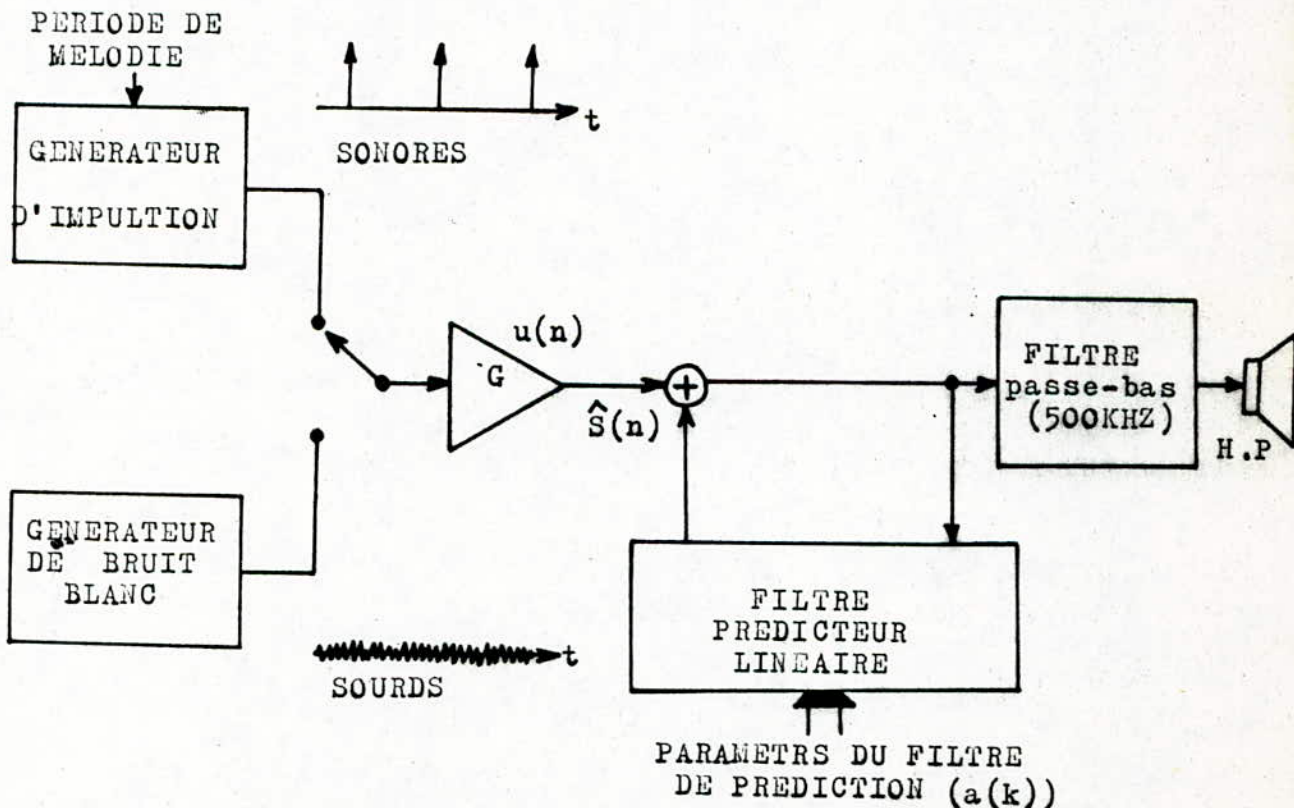 PERIODE DE
MELODIE
GENERATEUR
D'IMPULTION
t
SONORES
u(n)
G
Ŝ(n)
FILTRE
passe-bas
(500KHZ)
H.P
GENERATEUR
DE BRUIT
BLANC
t
SOURDS
FILTRE
PREDICTEUR
LINEAIRE
PARAMETRS DU FILTRE
DE PREDICTION (a(k))